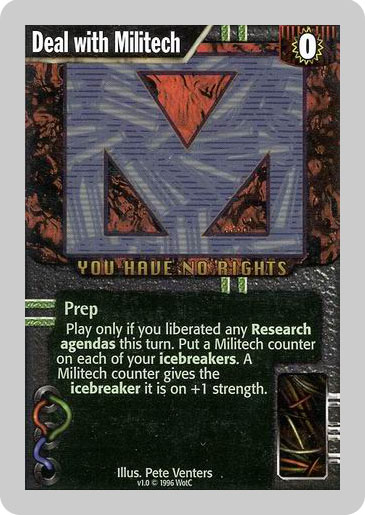 Deal with Militech
0
YOU HAVE NO RIGHTS
Prep
Play only if you liberated any Research
agendas this turn. Put a Militech counter
on each of your icebreakers. A
Militech counter gives the
icebreaker it is on +1 strength.
Illus. Pete Venters
v1.0 © 1996 WotC